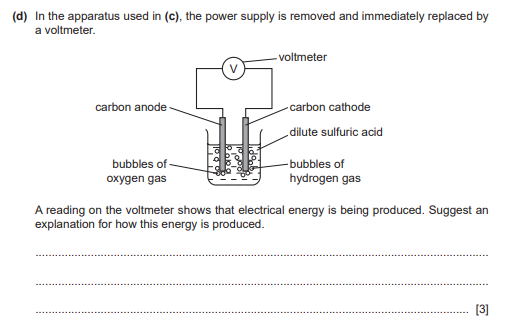 (d) In the apparatus used in (c), the power supply is removed and immediately replaced by
a voltmeter.
voltmeter
V
carbon anode
carbon cathode
dilute sulfuric acid
bubbles of
oxygen gas
bubbles of
hydrogen gas
A reading on the voltmeter shows that electrical energy is being produced. Suggest an
explanation for how this energy is produced.
[3]